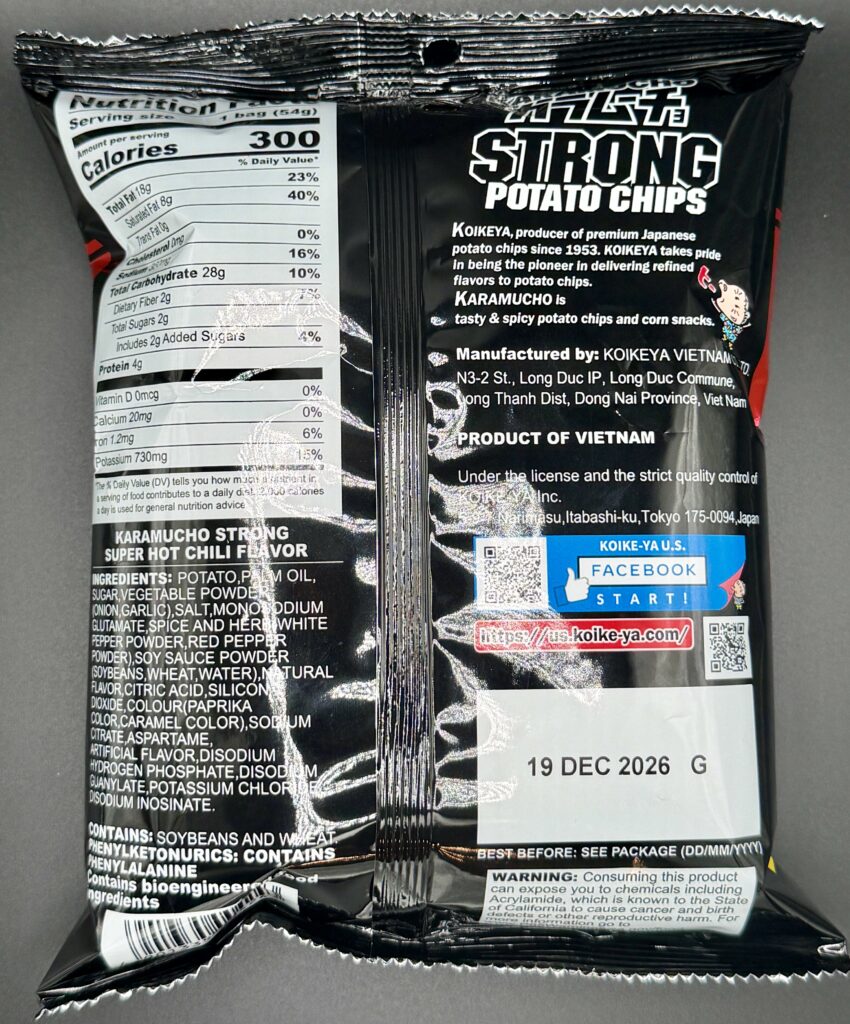 Nutrition
Serving size 1 bag (54g)
Amount per serving
Calories 300
% Daily Value*
Total Fat 18g 23%
Saturated Fat 8g 40%
Trans Fat 0g
Cholesterol 0mg 0%
Sodium 16%
Total Carbohydrate 28g 10%
Dietary Fiber 2g 7%
Total Sugars 2g
Includes 2g Added Sugars 4%
Protein 4g
Vitamin D 0mcg 0%
Calcium 20mg 0%
Iron 1.2mg 6%
Potassium 730mg 15%
The % Daily Value (DV) tells you how much a nutrient in
a serving of food contributes to a daily diet. 2,000 calories
a day is used for general nutrition advice
KARAMUCHO STRONG
SUPER HOT CHILI FLAVOR
INGREDIENTS: POTATO,PALM OIL,
SUGAR,VEGETABLE POWDER
(ONION,GARLIC),SALT,MONOSODIUM
GLUTAMATE,SPICE AND HERB(WHITE
PEPPER POWDER,RED PEPPER
POWDER),SOY SAUCE POWDER
(SOYBEANS,WHEAT,WATER),NATURAL
FLAVOR,CITRIC ACID,SILICON
DIOXIDE,COLOUR(PAPRIKA
COLOR,CARAMEL COLOR),SODIUM
CITRATE,ASPARTAME,
ARTIFICIAL FLAVOR,DISODIUM
HYDROGEN PHOSPHATE,DISODIUM
GUANYLATE,POTASSIUM CHLORIDE,
DISODIUM INOSINATE.
CONTAINS: SOYBEANS AND WHEAT
PHENYLKETONURICS: CONTAINS
PHENYLALANINE
Contains bioengineered food
ingredients
カラムーチョ
STRONG
POTATO CHIPS
KOIKEYA, producer of premium Japanese
potato chips since 1953. KOIKEYA takes pride
in being the pioneer in delivering refined
flavors to potato chips.
KARAMUCHO is
tasty & spicy potato chips and corn snacks.
Manufactured by: KOIKEYA VIETNAM CO., LTD.
N3-2 St., Long Duc IP, Long Duc Commune,
Long Thanh Dist, Dong Nai Province, Viet Nam
PRODUCT OF VIETNAM
Under the license and the strict quality control of
KOIKE-YA Inc.
Narimasu,Itabashi-ku,Tokyo 175-0094,Japan
KOIKE-YA U.S.
FACEBOOK
START!
https://us.koike-ya.com/
19 DEC 2026 G
BEST BEFORE: SEE PACKAGE (DD/MM/YYYY)
WARNING: Consuming this product
can expose you to chemicals including
Acrylamide, which is known to the State
of California to cause cancer and birth
defects or other reproductive harm. For
more information go to